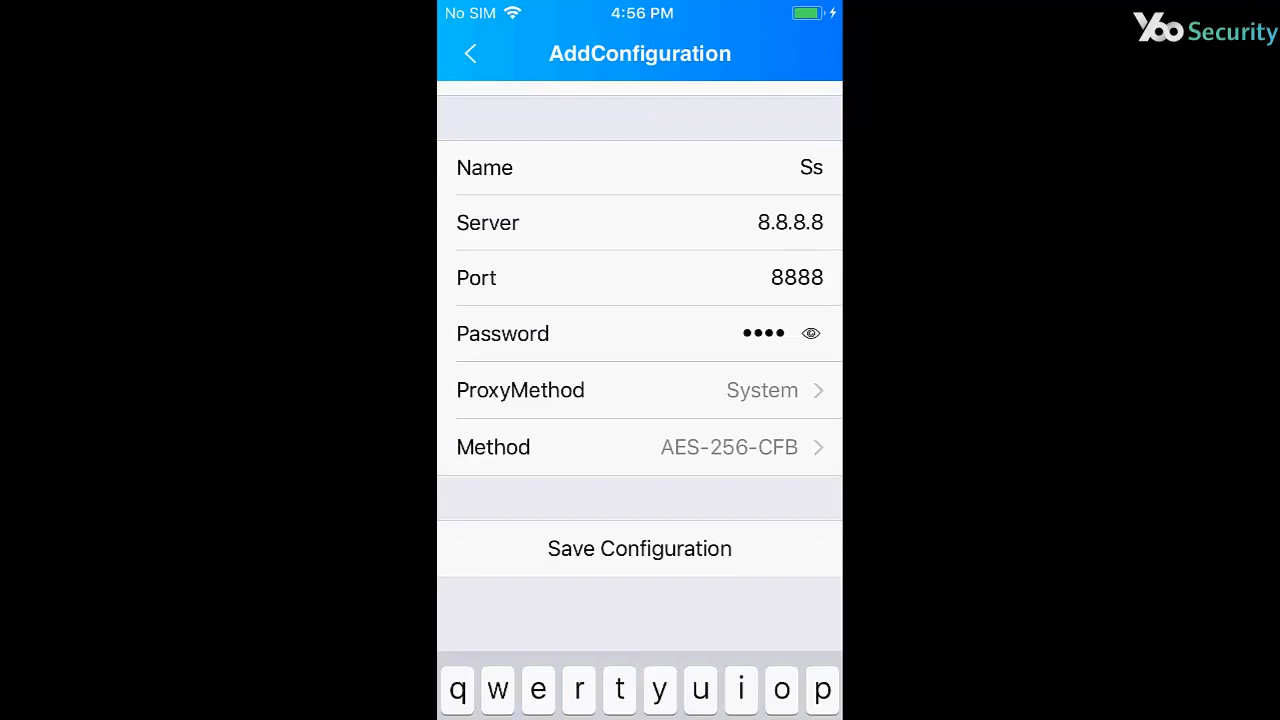 No SIM 4:56 PM
Yoo Security
AddConfiguration
Name Ss
Server 8.8.8.8
Port 8888
Password ••••
ProxyMethod System
Method AES-256-CFB
Save Configuration
q w e r t y u i o p